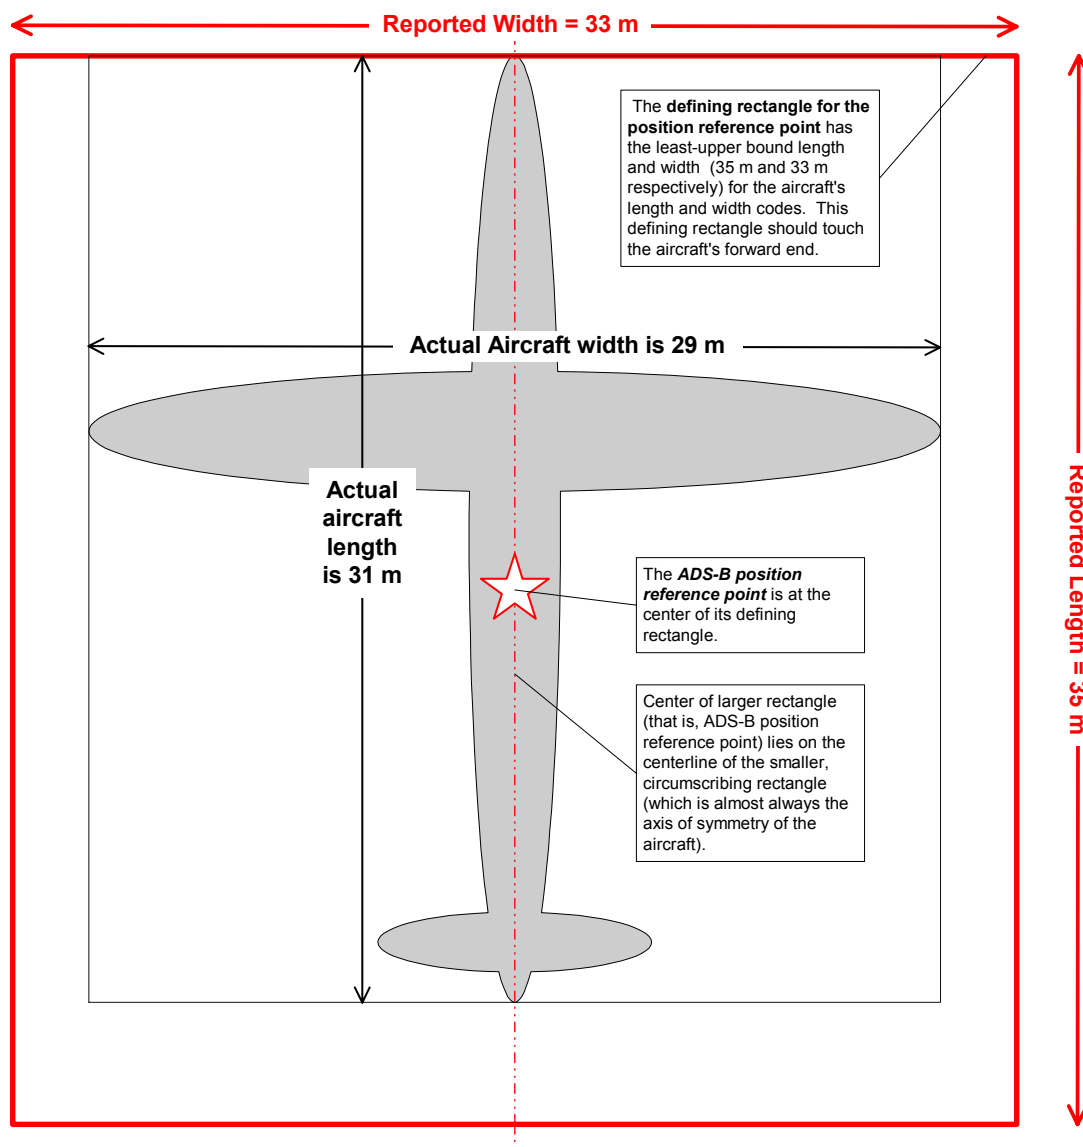 Reported Width = 33 m
The defining rectangle for the
position reference point has
the least-upper bound length
and width (35 m and 33 m
respectively) for the aircraft's
length and width codes. This
defining rectangle should touch
the aircraft's forward end.
Actual Aircraft width is 29 m
Actual
aircraft
length
is 31 m
The ADS-B position
reference point is at the
center of its defining
rectangle.
Center of larger rectangle
(that is, ADS-B position
reference point) lies on the
centerline of the smaller,
circumscribing rectangle
(which is almost always the
axis of symmetry of the
aircraft).
Reported Length = 35 m